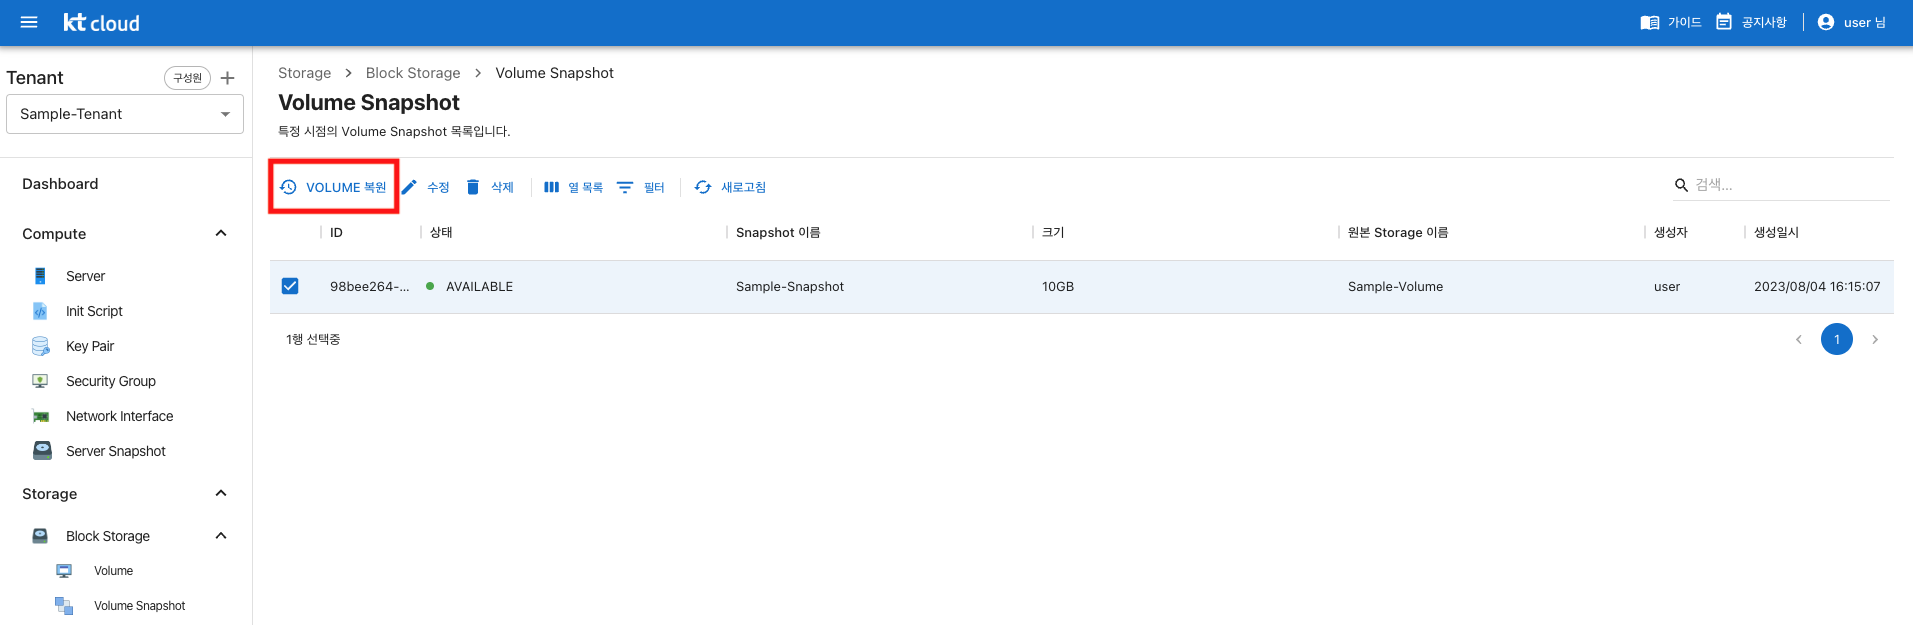 kt cloud
가이드 공지사항 user 님
Tenant 구성원
Sample-Tenant
Dashboard
Compute
Server
Init Script
Key Pair
Security Group
Network Interface
Server Snapshot
Storage
Block Storage
Volume
Volume Snapshot
Storage > Block Storage > Volume Snapshot
Volume Snapshot
특정 시점의 Volume Snapshot 목록입니다.
VOLUME 복원 수정 삭제 열 목록 필터 새로고침 검색...
ID 상태 Snapshot 이름 크기 원본 Storage 이름 생성자 생성일시
98bee264-... AVAILABLE Sample-Snapshot 10GB Sample-Volume user 2023/08/04 16:15:07
1행 선택중 1